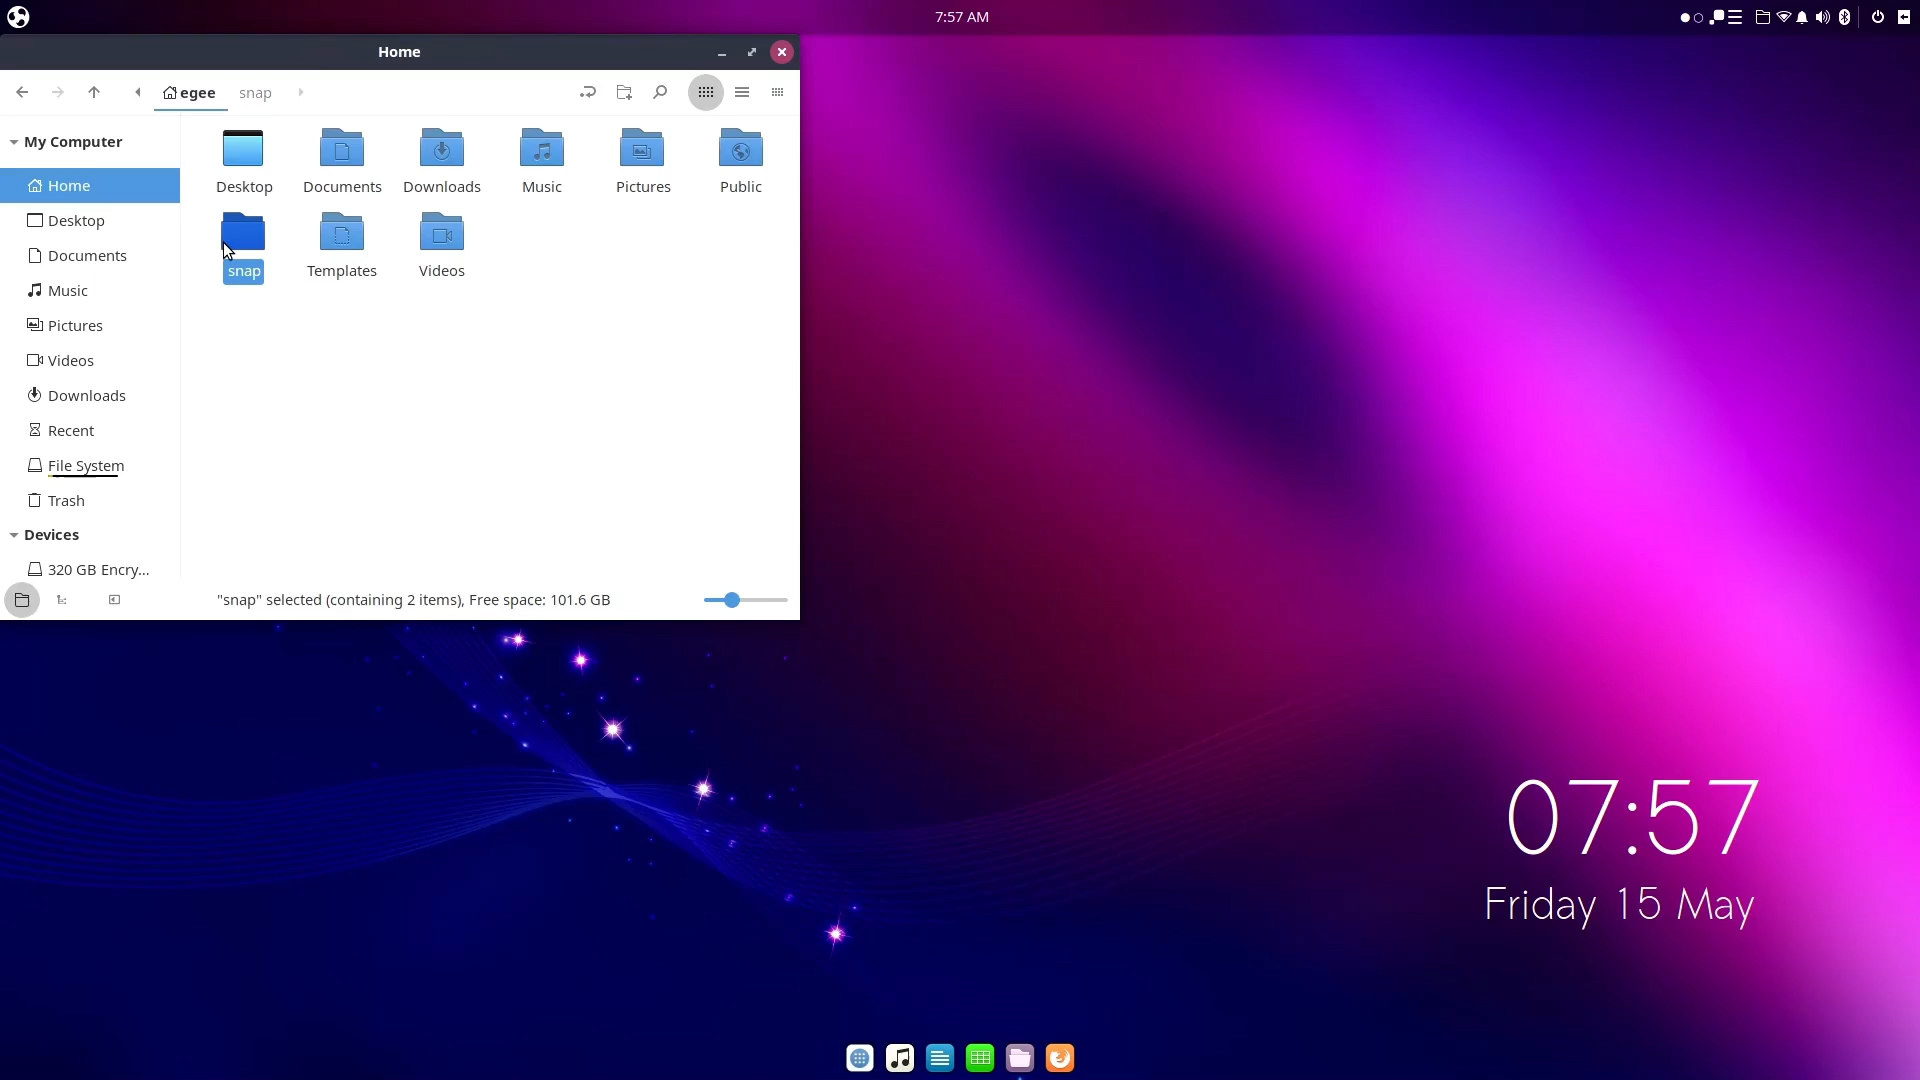 7:57 AM
Home
egee
snap
My Computer
Home
Desktop
Documents
Music
Pictures
Videos
Downloads
Recent
File System
Trash
Devices
320 GB Encry...
Desktop
Documents
Downloads
Music
Pictures
Public
snap
Templates
Videos
"snap" selected (containing 2 items), Free space: 101.6 GB
07:57
Friday 15 May